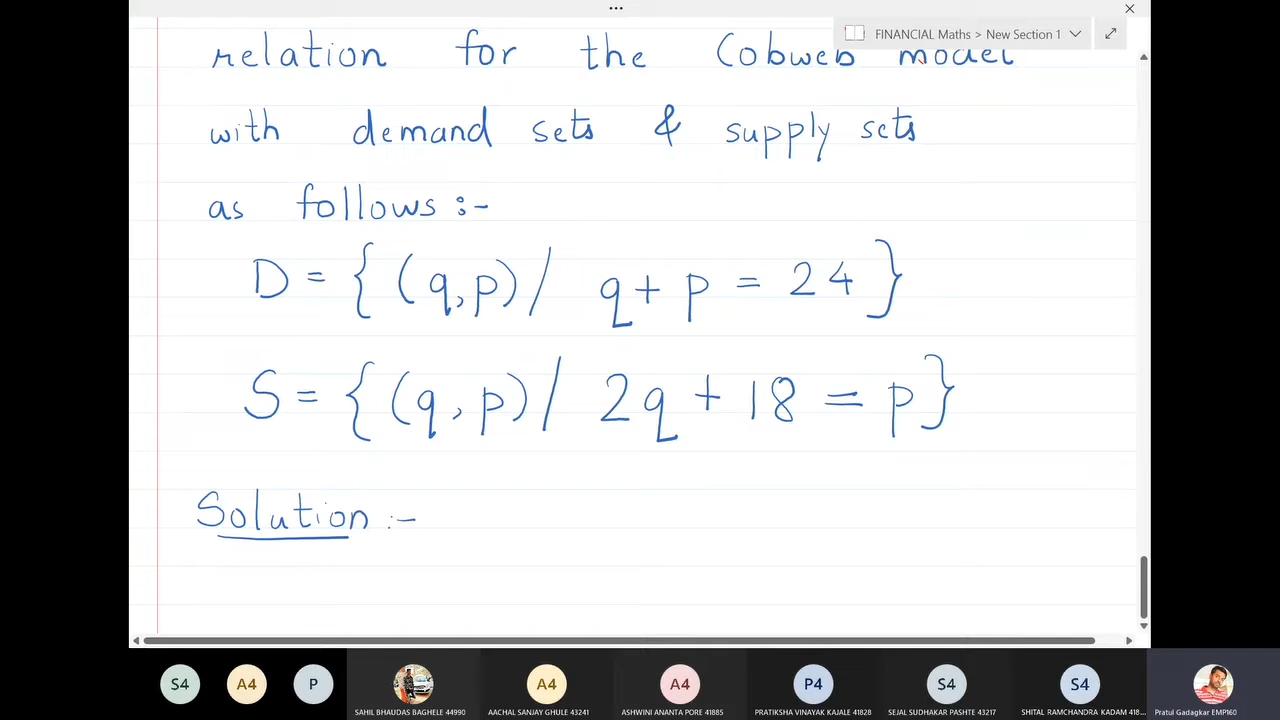 FINANCIAL Maths > New Section 1
relation for the Cobweb model
with demand sets & supply sets
as follows :-
D = { (q,p) / q + p = 24 }
S = { (q, p) / 2q + 18 = p }
Solution :-
S4
A4
P
A4
A4
P4
S4
S4
SAHIL BHAUDAS BAGHELE 44990
AACHAL SANJAY GHULE 43241
ASHWINI ANANTA PORE 41885
PRATIKSHA VINAYAK KAJALE 41828
SEJAL SUDHAKAR PASHTE 43217
SHITAL RAMCHANDRA KADAM 418...
Pratul Gadagkar EMP160